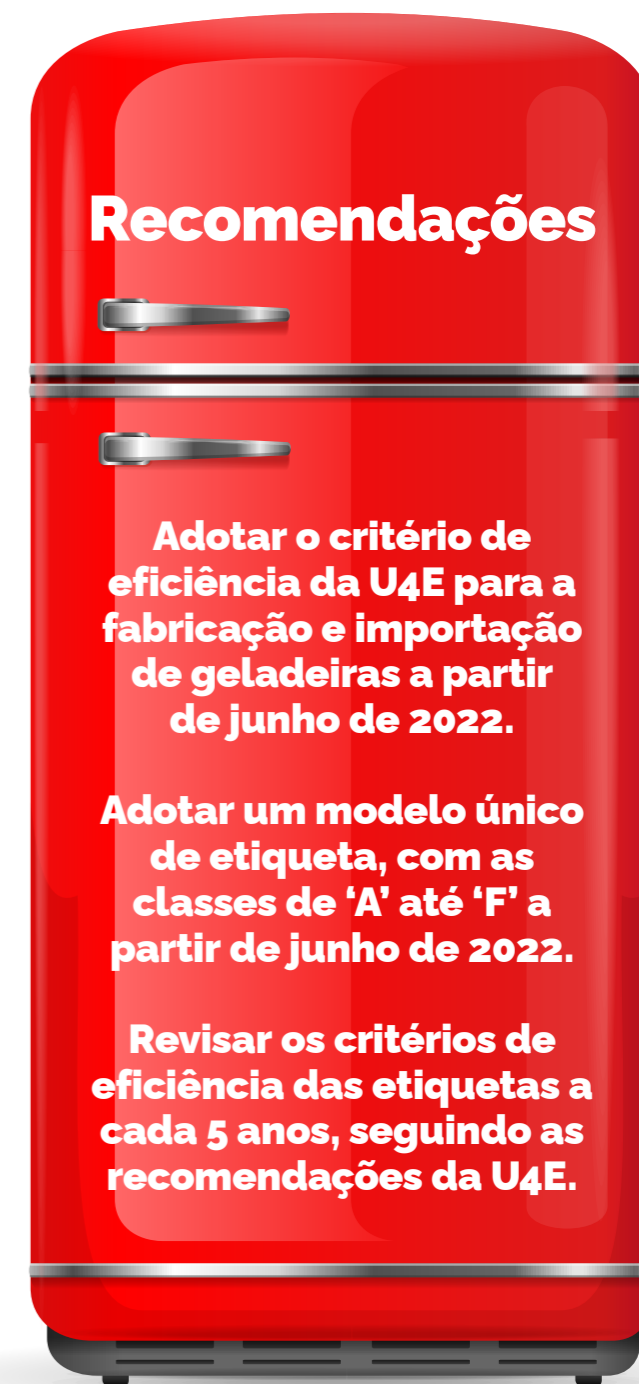 Recomendações
Adotar o critério de
eficiência da U4E para a
fabricação e importação
de geladeiras a partir
de junho de 2022.
Adotar um modelo único
de etiqueta, com as
classes de ‘A’ até ‘F’ a
partir de junho de 2022.
Revisar os critérios de
eficiência das etiquetas a
cada 5 anos, seguindo as
recomendações da U4E.